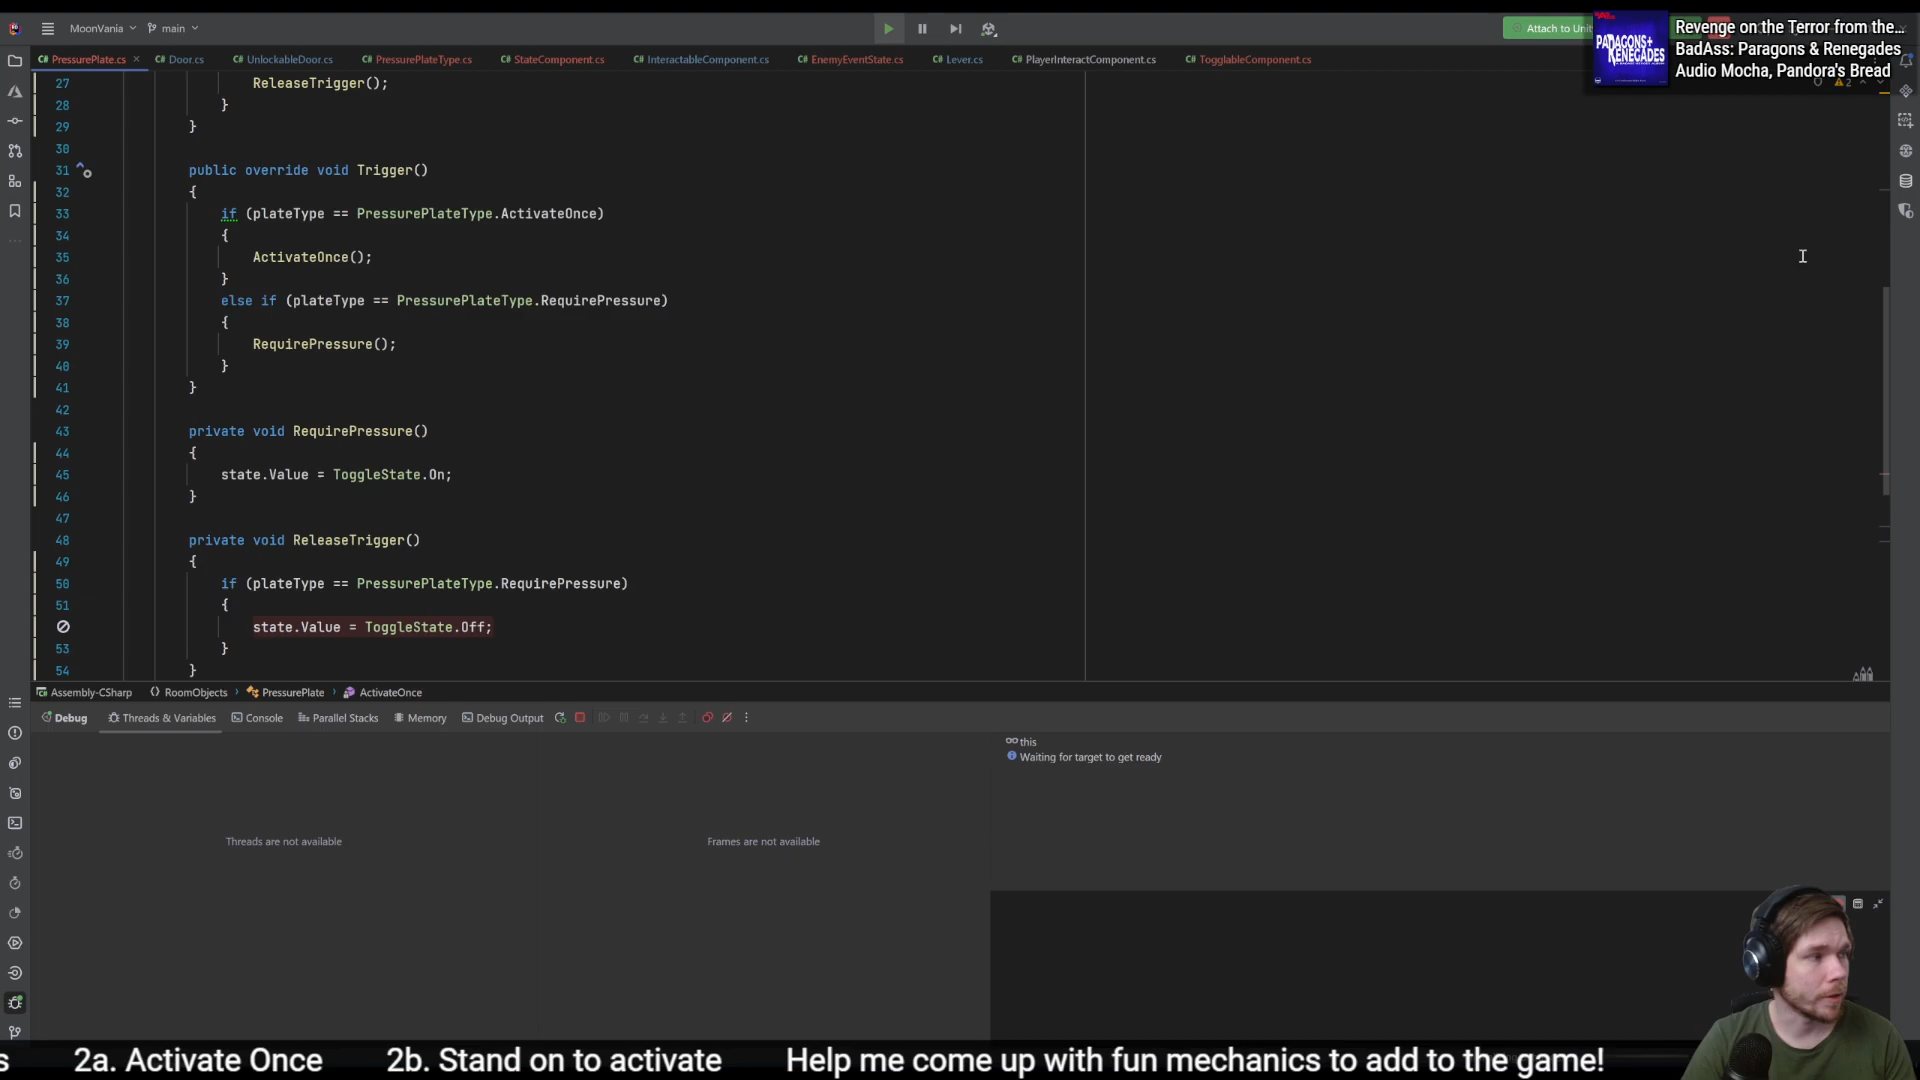 MoonVania main Attach to Unit
Revenge on the Terror from the...
BadAss: Paragons & Renegades
Audio Mocha, Pandora's Bread
PARAGONS+
RENEGADES
C# PressurePlate.cs C# Door.cs C# UnlockableDoor.cs C# PressurePlateType.cs C# StateComponent.cs C# InteractableComponent.cs C# EnemyEventState.cs C# Lever.cs C# PlayerInteractComponent.cs C# TogglableComponent.cs
2
27 ReleaseTrigger();
28 }
29 }
30
31 public override void Trigger()
32 {
33 if (plateType == PressurePlateType.ActivateOnce)
34 {
35 ActivateOnce();
36 }
37 else if (plateType == PressurePlateType.RequirePressure)
38 {
39 RequirePressure();
40 }
41 }
42
43 private void RequirePressure()
44 {
45 state.Value = ToggleState.On;
46 }
47
48 private void ReleaseTrigger()
49 {
50 if (plateType == PressurePlateType.RequirePressure)
51 {
state.Value = ToggleState.Off;
53 }
54 }
Assembly-CSharp RoomObjects PressurePlate ActivateOnce
Debug Threads & Variables Console Parallel Stacks Memory Debug Output
this
Waiting for target to get ready
Threads are not available
Frames are not available
s 2a. Activate Once 2b. Stand on to activate Help me come up with fun mechanics to add to the game!